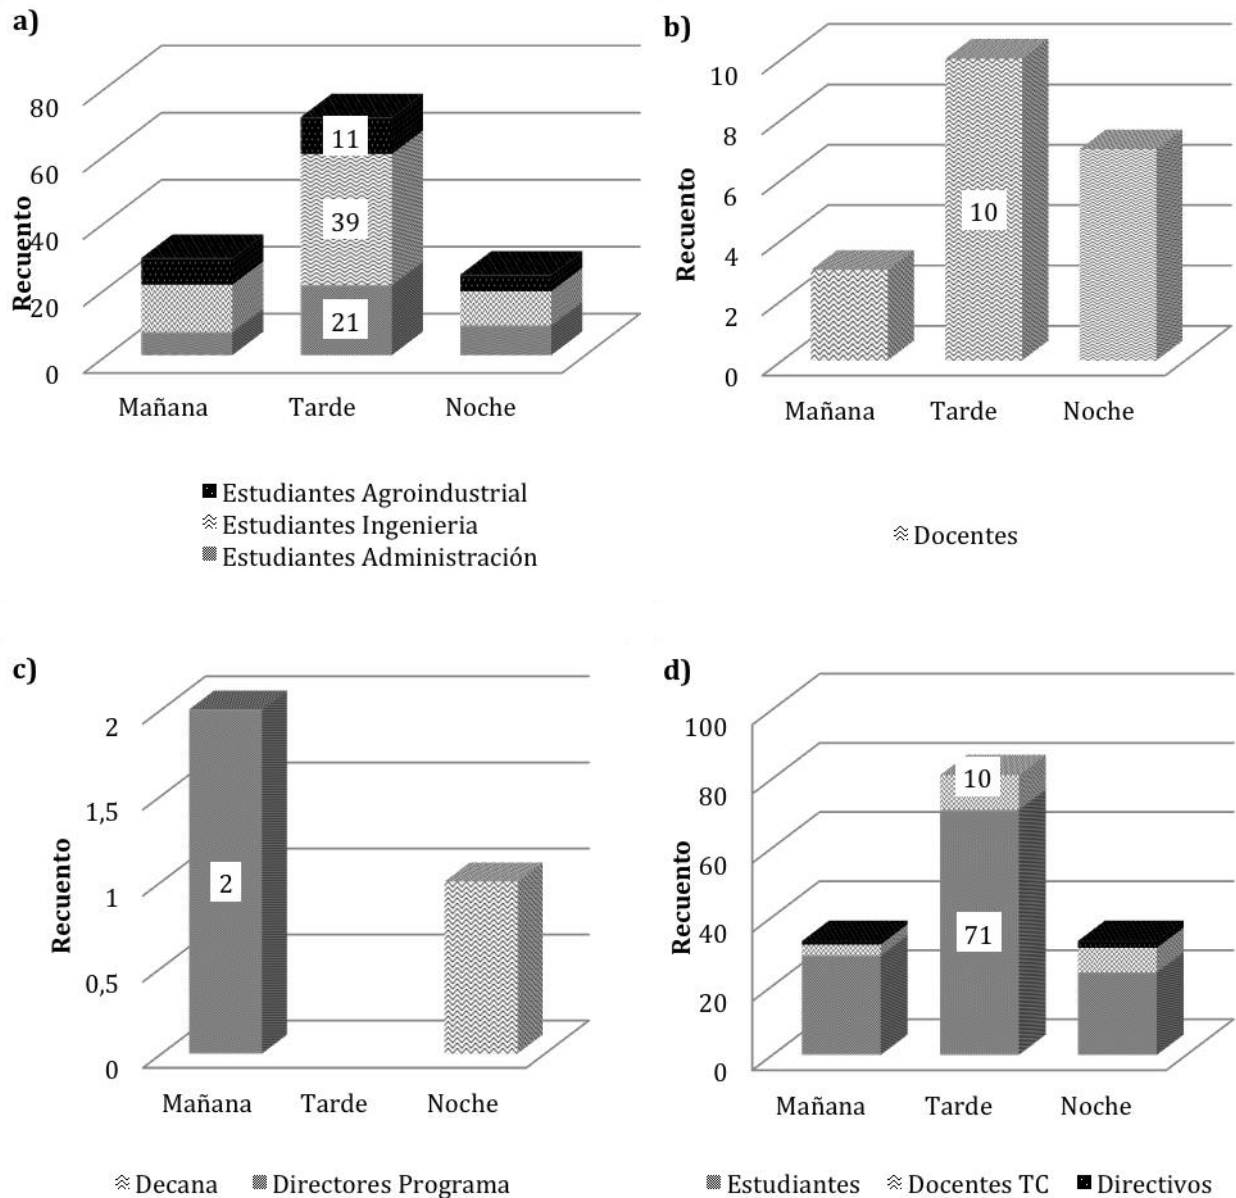 a)
80
60
40
20
0
Recuento
11
39
21
Mañana Tarde Noche
Estudiantes Agroindustrial
Estudiantes Ingenieria
Estudiantes Administración
b)
10
8
6
4
2
0
Recuento
10
Mañana Tarde Noche
Docentes
c)
2
1,5
1
0,5
0
Recuento
2
Mañana Tarde Noche
Decana Directores Programa
d)
100
80
60
40
20
0
Recuento
10
71
Mañana Tarde Noche
Estudiantes Docentes TC Directivos